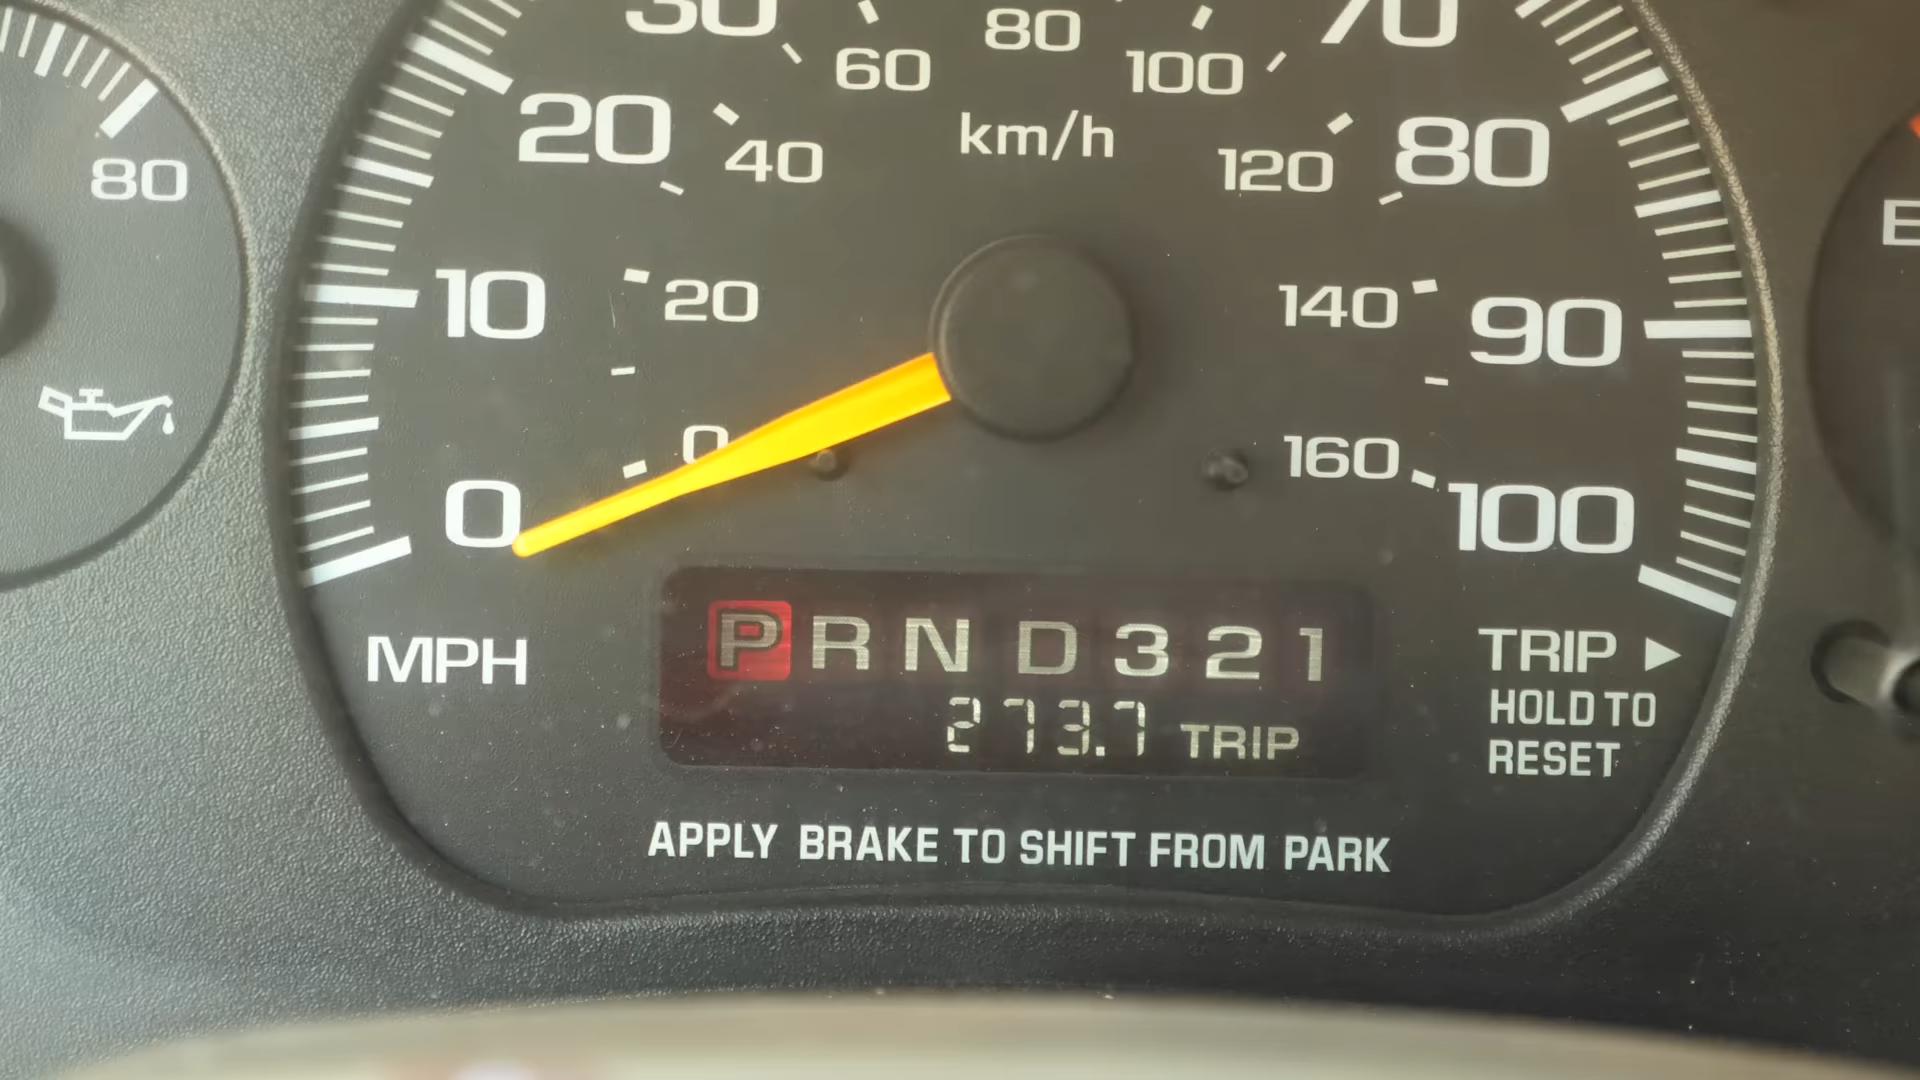 30 80 70
60 100
80 20 40 km/h 120 80
E
10 20 140 90
0 160
0 100
P R N D 3 2 1
MPH TRIP
273.7 TRIP HOLD TO
RESET
APPLY BRAKE TO SHIFT FROM PARK